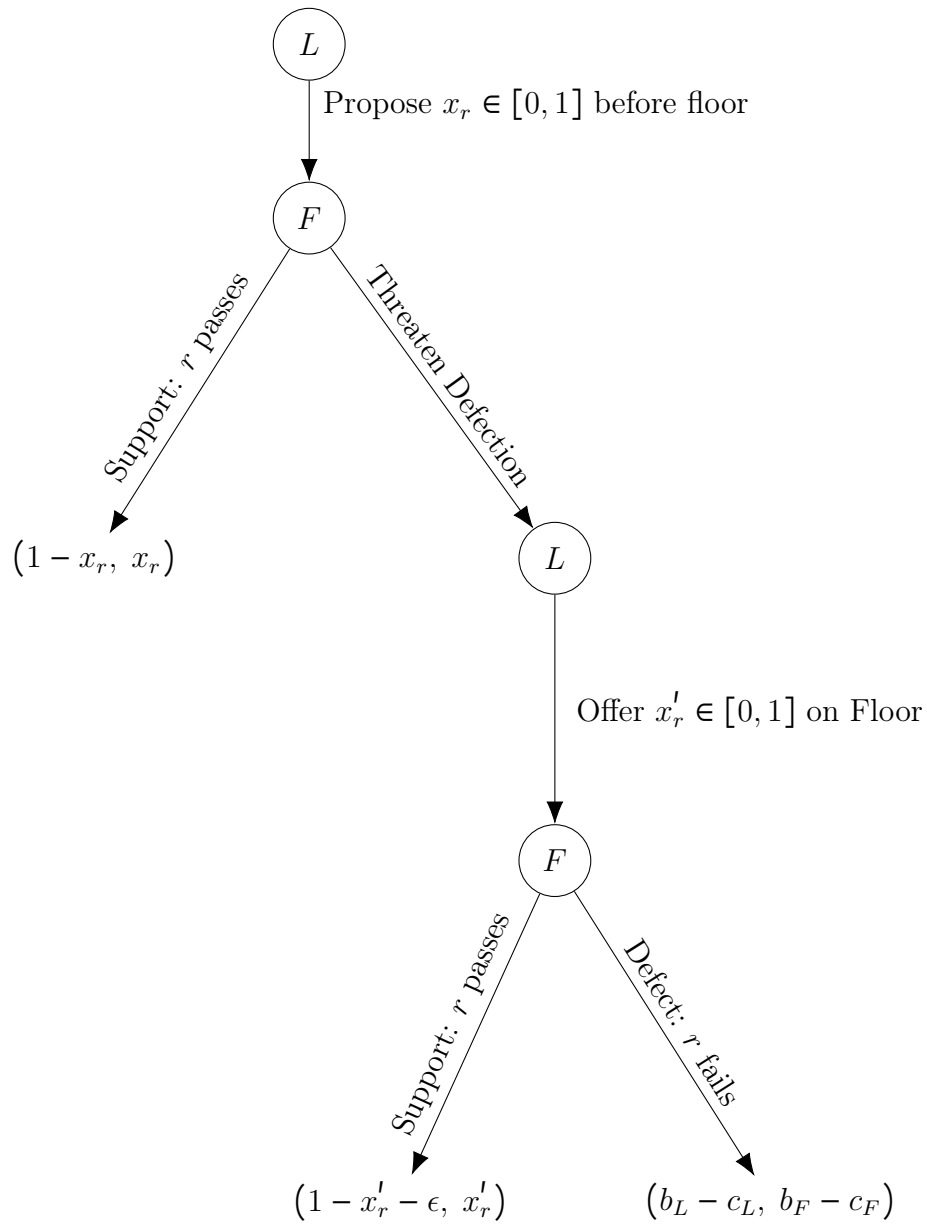 L
Propose x_r ∈ [0, 1] before floor
F
Support: r passes
Threaten Defection
(1 − x_r, x_r)
L
Offer x'_r ∈ [0, 1] on Floor
F
Support: r passes
Defect: r fails
(1 − x'_r − ϵ, x'_r)
(b_L − c_L, b_F − c_F)